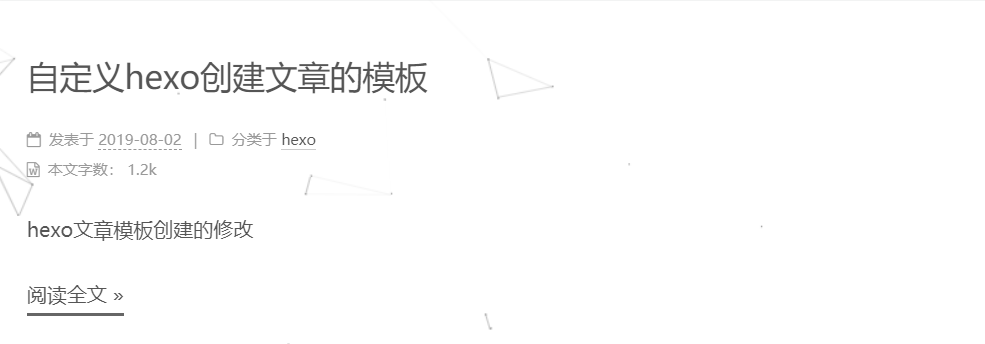 自定义hexo创建文章的模板
发表于 2019-08-02 | 分类于 hexo
本文字数： 1.2k
hexo文章模板创建的修改
阅读全文 »